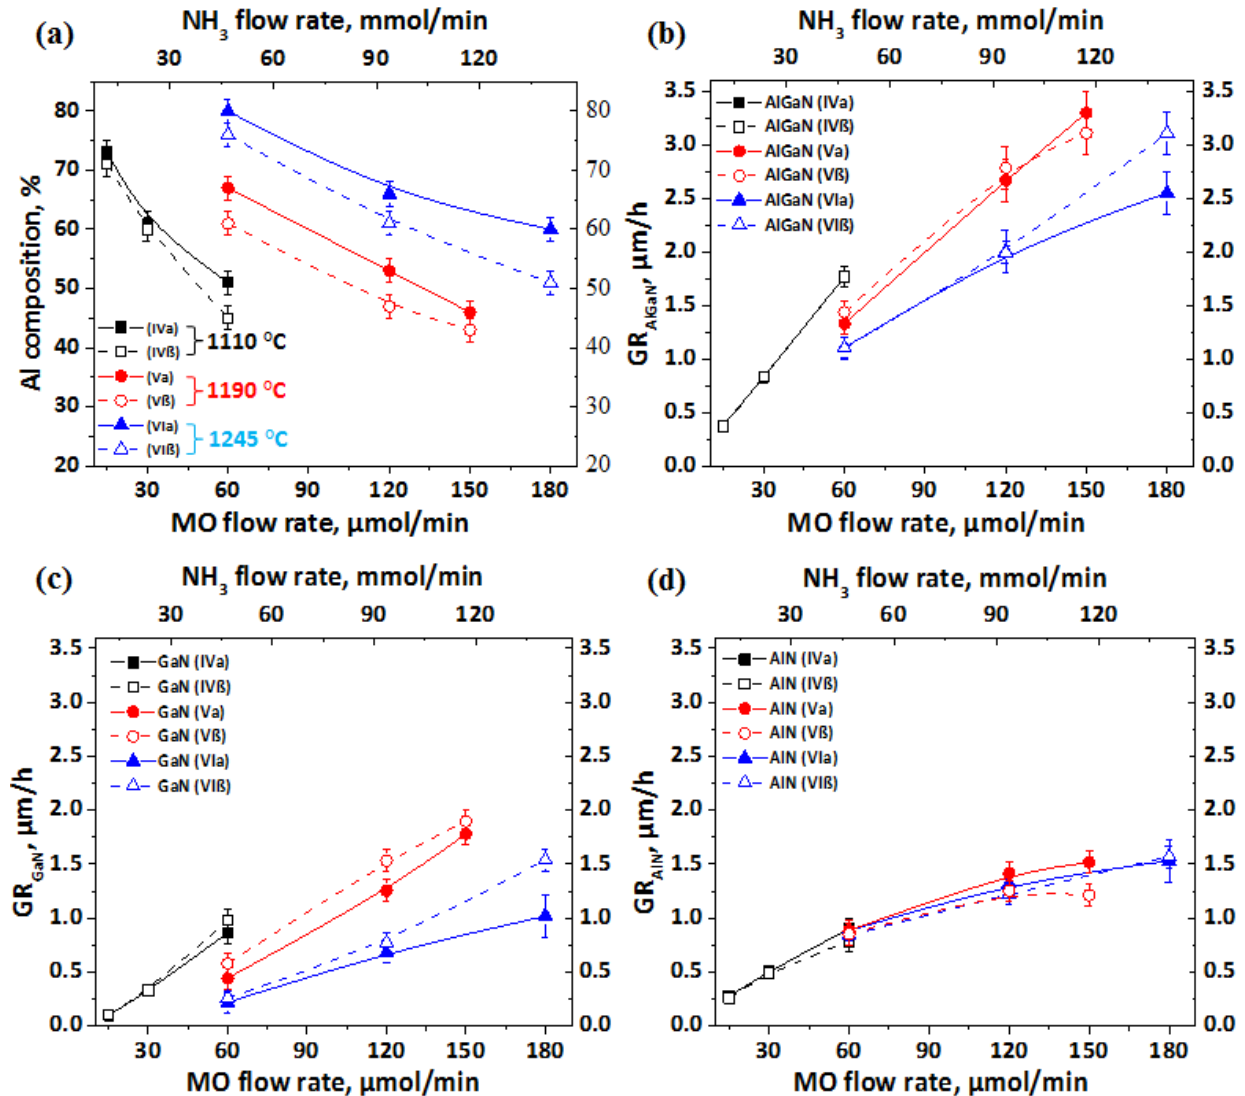 (a)
NH3 flow rate, mmol/min
30 60 90 120
80 80
70 70
60 60
50 50
40 40
30 30
20 20
Al composition, %
(IVa)
(IVß)
1110 °C
(Va)
(Vß)
1190 °C
(VIa)
(VIß)
1245 °C
30 60 90 120 150 180
MO flow rate, µmol/min
(b)
NH3 flow rate, mmol/min
30 60 90 120
3.5 3.5
3.0 3.0
2.5 2.5
2.0 2.0
1.5 1.5
1.0 1.0
0.5 0.5
0.0 0.0
GRAlGaN, µm/h
AlGaN (IVa)
AlGaN (IVß)
AlGaN (Va)
AlGaN (Vß)
AlGaN (VIa)
AlGaN (VIß)
30 60 90 120 150 180
MO flow rate, µmol/min
(c)
NH3 flow rate, mmol/min
30 60 90 120
3.5 3.5
3.0 3.0
2.5 2.5
2.0 2.0
1.5 1.5
1.0 1.0
0.5 0.5
0.0 0.0
GRGaN, µm/h
GaN (IVa)
GaN (IVß)
GaN (Va)
GaN (Vß)
GaN (VIa)
GaN (VIß)
30 60 90 120 150 180
MO flow rate, µmol/min
(d)
NH3 flow rate, mmol/min
30 60 90 120
3.5 3.5
3.0 3.0
2.5 2.5
2.0 2.0
1.5 1.5
1.0 1.0
0.5 0.5
0.0 0.0
GRAlN, µm/h
AlN (IVa)
AlN (IVß)
AlN (Va)
AlN (Vß)
AlN (VIa)
AlN (VIß)
30 60 90 120 150 180
MO flow rate, µmol/min